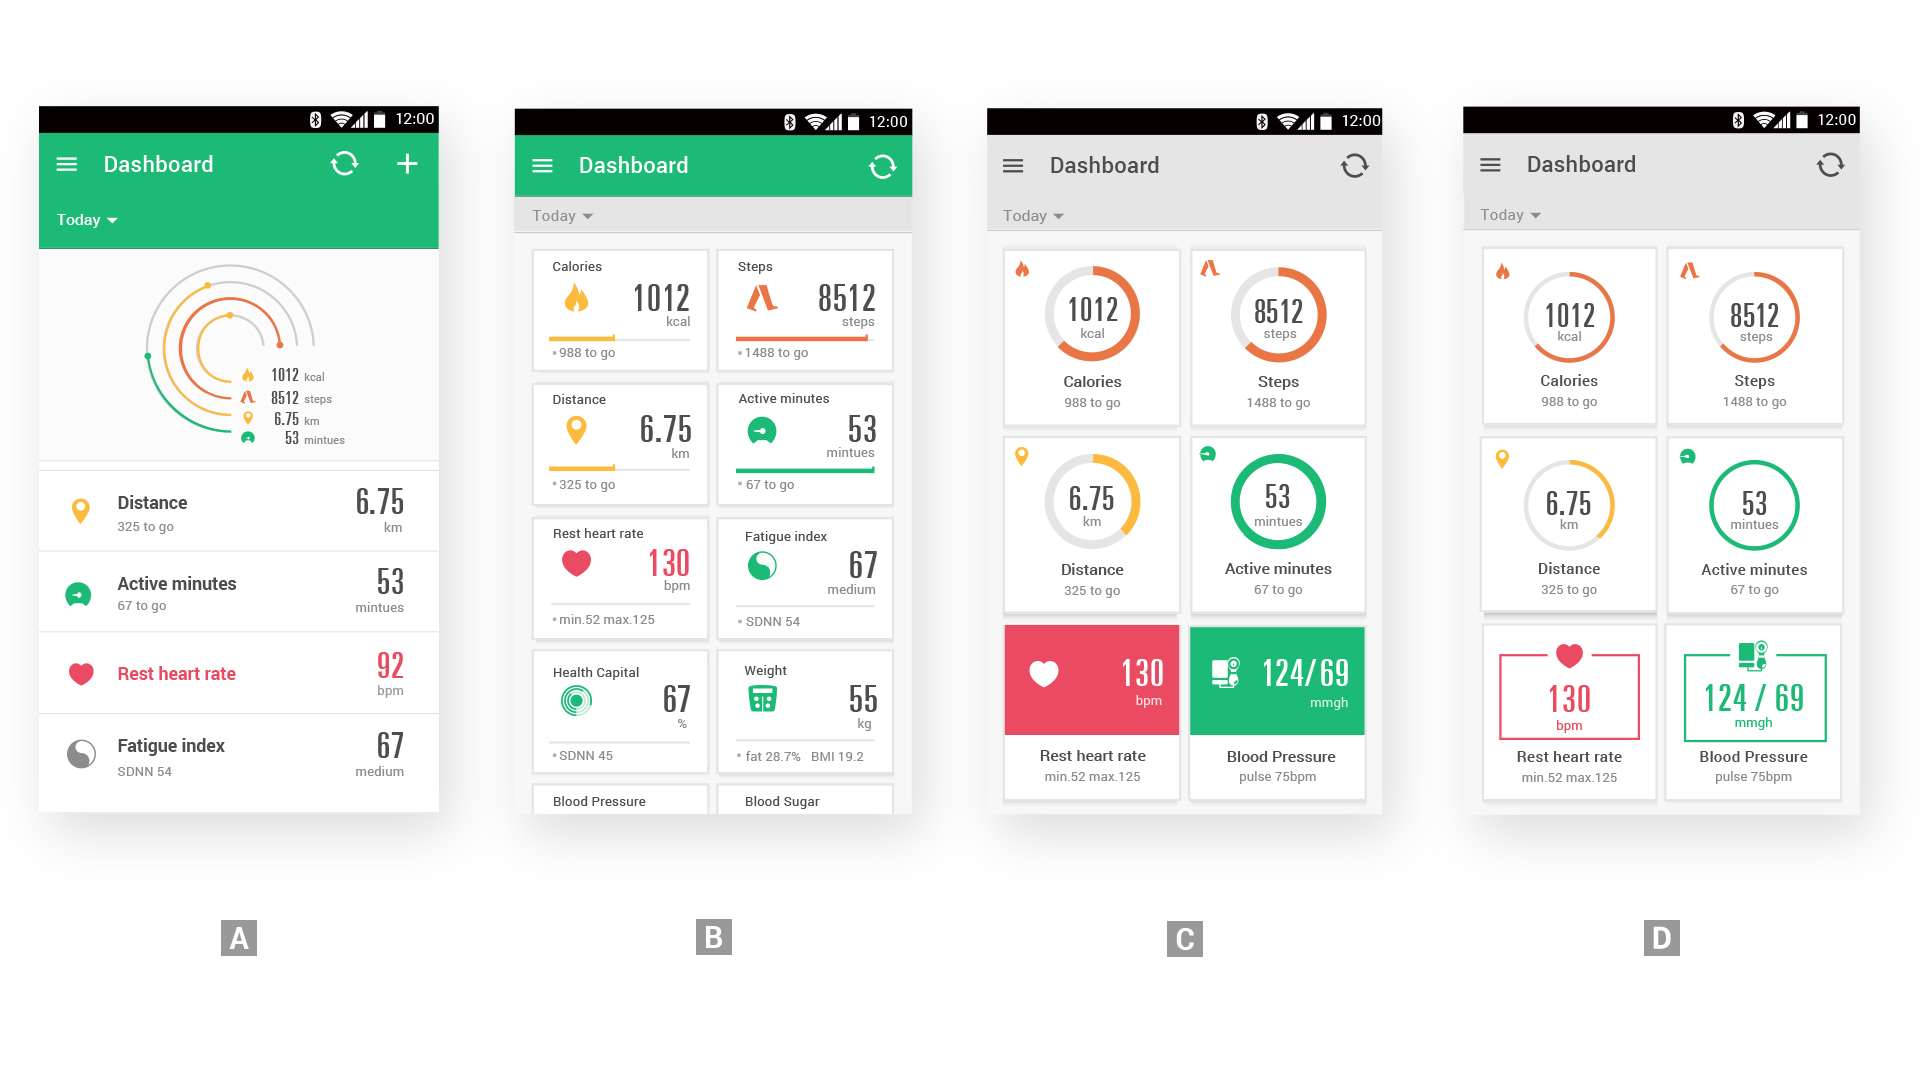 12:00
Dashboard
Today
1012 kcal
8512 steps
6.75 km
53 mintues
Distance
6.75
325 to go
km
Active minutes
53
67 to go
mintues
Rest heart rate
92
bpm
Fatigue index
67
SDNN 54
medium
A
12:00
Dashboard
Today
Calories
1012
kcal
988 to go
Steps
8512
steps
1488 to go
Distance
6.75
km
325 to go
Active minutes
53
mintues
67 to go
Rest heart rate
130
bpm
min.52 max.125
Fatigue index
67
medium
SDNN 54
Health Capital
67
%
SDNN 45
Weight
55
kg
fat 28.7% BMI 19.2
Blood Pressure
Blood Sugar
B
12:00
Dashboard
Today
1012
kcal
Calories
988 to go
8512
steps
Steps
1488 to go
6.75
km
Distance
325 to go
53
mintues
Active minutes
67 to go
130
bpm
Rest heart rate
min.52 max.125
124/69
mmgh
Blood Pressure
pulse 75bpm
C
12:00
Dashboard
Today
1012
kcal
Calories
988 to go
8512
steps
Steps
1488 to go
6.75
km
Distance
325 to go
53
mintues
Active minutes
67 to go
130
bpm
Rest heart rate
min.52 max.125
124 / 69
mmgh
Blood Pressure
pulse 75bpm
D